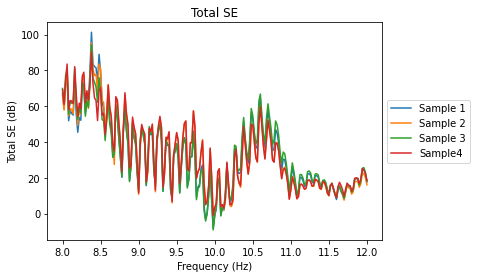 Total SE
Total SE (dB)
100
80
60
40
20
0
8.0 8.5 9.0 9.5 10.0 10.5 11.0 11.5 12.0
Frequency (Hz)
Sample 1
Sample 2
Sample 3
Sample4